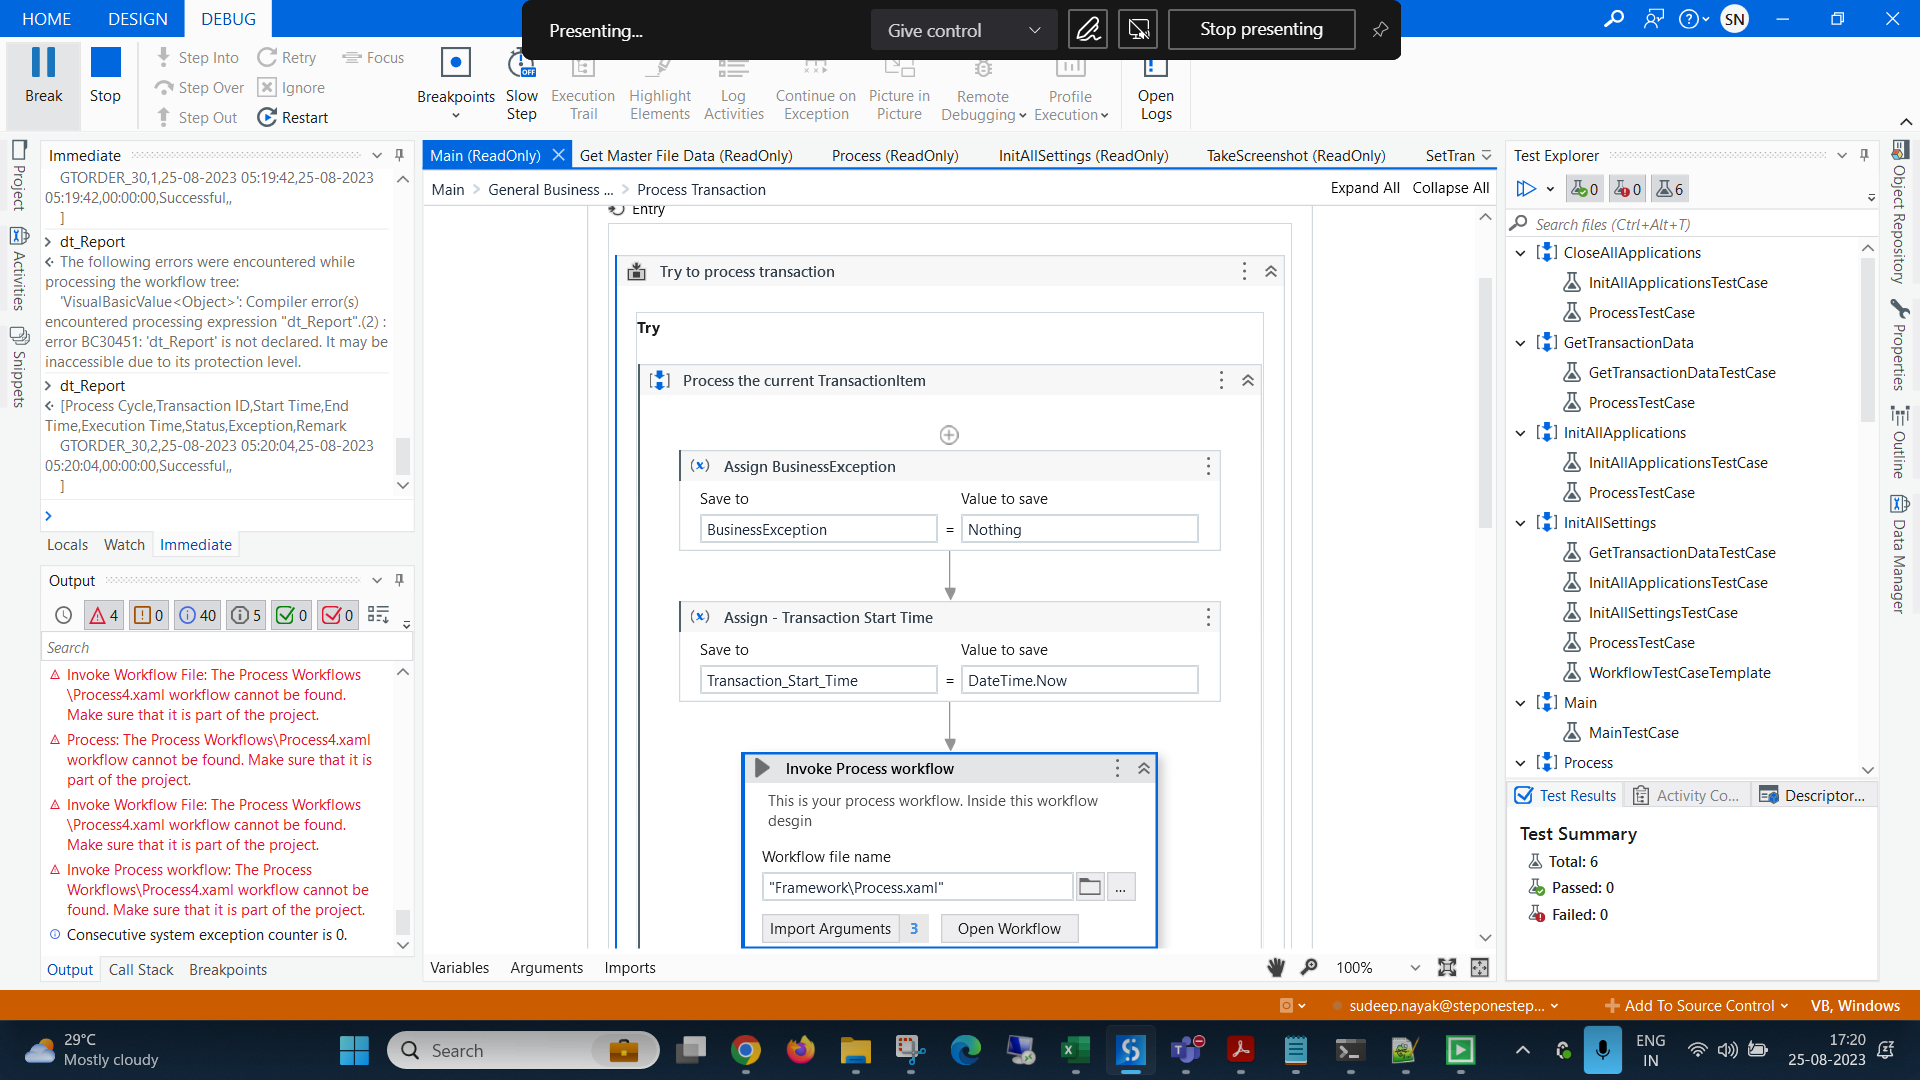 HOME
DESIGN
DEBUG
Presenting...
Give control
Stop presenting
SN
Break
Stop
Step Into
Step Over
Step Out
Retry
Ignore
Restart
Focus
Breakpoints
Slow
Step
OFF
Execution
Trail
Highlight
Elements
Log
Activities
Continue on
Exception
Picture in
Picture
Remote
Debugging
Profile
Execution
Open
Logs
Project
Activities
Snippets
Immediate
GTORDER_30,1,25-08-2023 05:19:42,25-08-2023
05:19:42,00:00:00,Successful,,
]
dt_Report
The following errors were encountered while
processing the workflow tree:
'VisualBasicValue<Object>': Compiler error(s)
encountered processing expression "dt_Report".(2) :
error BC30451: 'dt_Report' is not declared. It may be
inaccessible due to its protection level.
dt_Report
[Process Cycle,Transaction ID,Start Time,End
Time,Execution Time,Status,Exception,Remark
GTORDER_30,2,25-08-2023 05:20:04,25-08-2023
05:20:04,00:00:00,Successful,,
]
Locals
Watch
Immediate
Output
4
0
40
5
0
0
Search
Invoke Workflow File: The Process Workflows
\Process4.xaml workflow cannot be found.
Make sure that it is part of the project.
Process: The Process Workflows\Process4.xaml
workflow cannot be found. Make sure that it is
part of the project.
Invoke Workflow File: The Process Workflows
\Process4.xaml workflow cannot be found.
Make sure that it is part of the project.
Invoke Process workflow: The Process
Workflows\Process4.xaml workflow cannot be
found. Make sure that it is part of the project.
Consecutive system exception counter is 0.
Output
Call Stack
Breakpoints
Main (ReadOnly)
Get Master File Data (ReadOnly)
Process (ReadOnly)
InitAllSettings (ReadOnly)
TakeScreenshot (ReadOnly)
SetTran
Main > General Business ... > Process Transaction
Expand All
Collapse All
Entry
Try to process transaction
Try
Process the current TransactionItem
Assign BusinessException
Save to
Value to save
BusinessException
=
Nothing
Assign - Transaction Start Time
Save to
Value to save
Transaction_Start_Time
=
DateTime.Now
Invoke Process workflow
This is your process workflow. Inside this workflow
desgin
Workflow file name
"Framework\Process.xaml"
...
Import Arguments
3
Open Workflow
Variables
Arguments
Imports
100%
Test Explorer
0
0
6
Search files (Ctrl+Alt+T)
CloseAllApplications
InitAllApplicationsTestCase
ProcessTestCase
GetTransactionData
GetTransactionDataTestCase
ProcessTestCase
InitAllApplications
InitAllApplicationsTestCase
ProcessTestCase
InitAllSettings
GetTransactionDataTestCase
InitAllApplicationsTestCase
InitAllSettingsTestCase
ProcessTestCase
WorkflowTestCaseTemplate
Main
MainTestCase
Process
Test Results
Activity Co...
Descriptor...
Test Summary
Total: 6
Passed: 0
Failed: 0
Object Repository
Properties
Outline
Data Manager
sudeep.nayak@steponestep...
Add To Source Control
VB, Windows
29°C
Mostly cloudy
Search
ENG
IN
17:20
25-08-2023